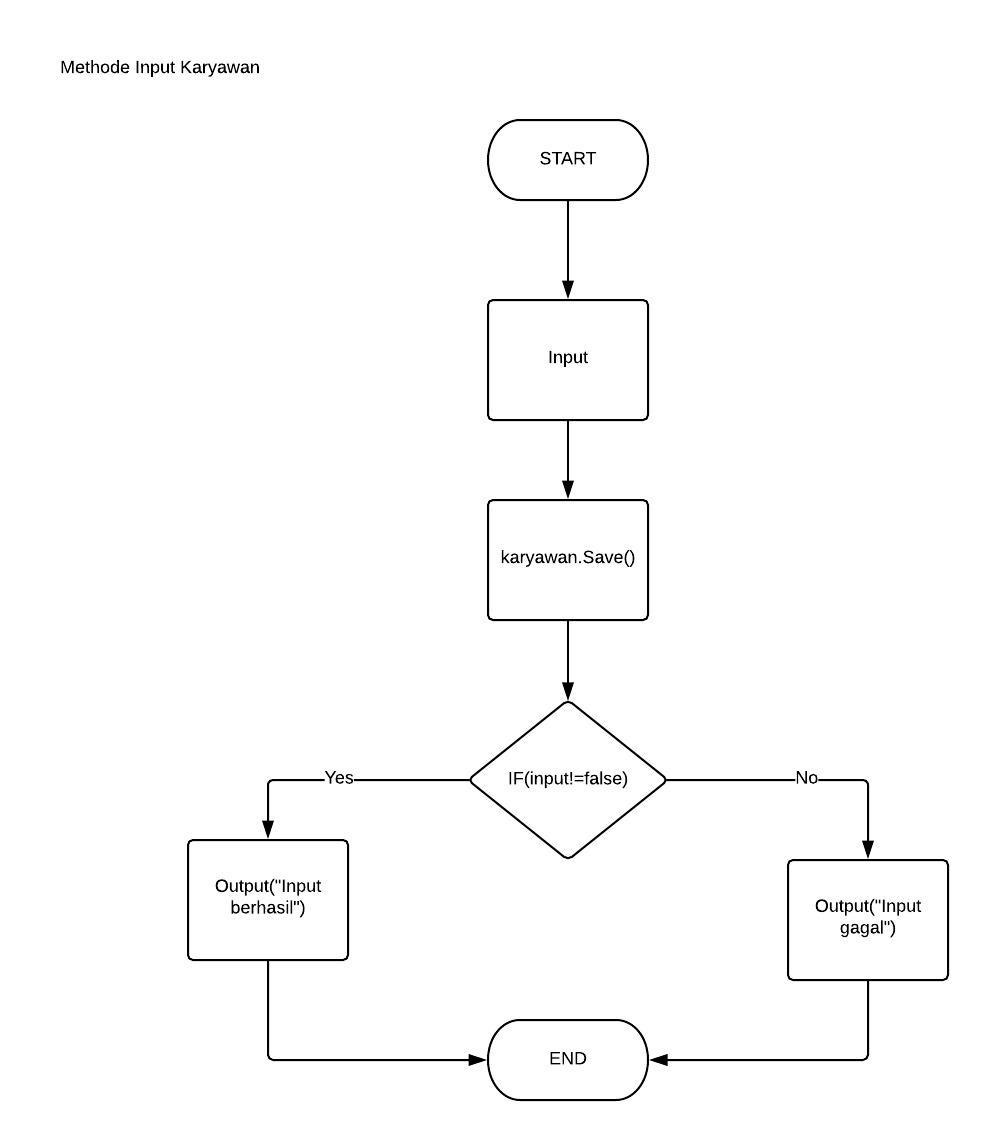 Methode Input Karyawan
START
Input
karyawan.Save()
IF(input!=false)
Yes
No
Output("Input
berhasil")
Output("Input
gagal")
END